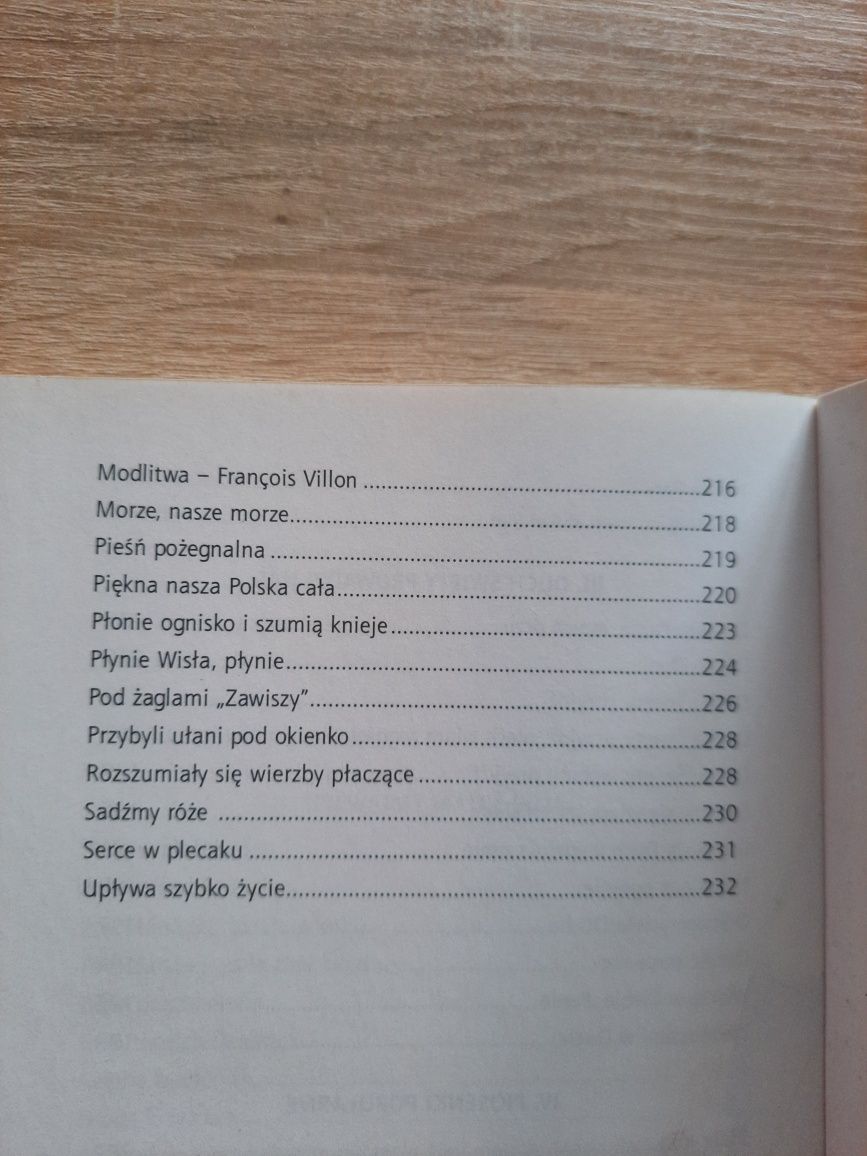 Modlitwa – François Villon ........................................................216
Morze, nasze morze.....................................................................218
Pieśń pożegnalna ........................................................................219
Piękna nasza Polska cała.............................................................220
Płonie ognisko i szumią knieje....................................................223
Płynie Wisła, płynie......................................................................224
Pod żaglami „Zawiszy”.................................................................226
Przybyli ułani pod okienko..........................................................228
Rozszumiały się wierzby płaczące ...............................................228
Sadźmy róże ................................................................................230
Serce w plecaku ...........................................................................231
Upływa szybko życie.....................................................................232